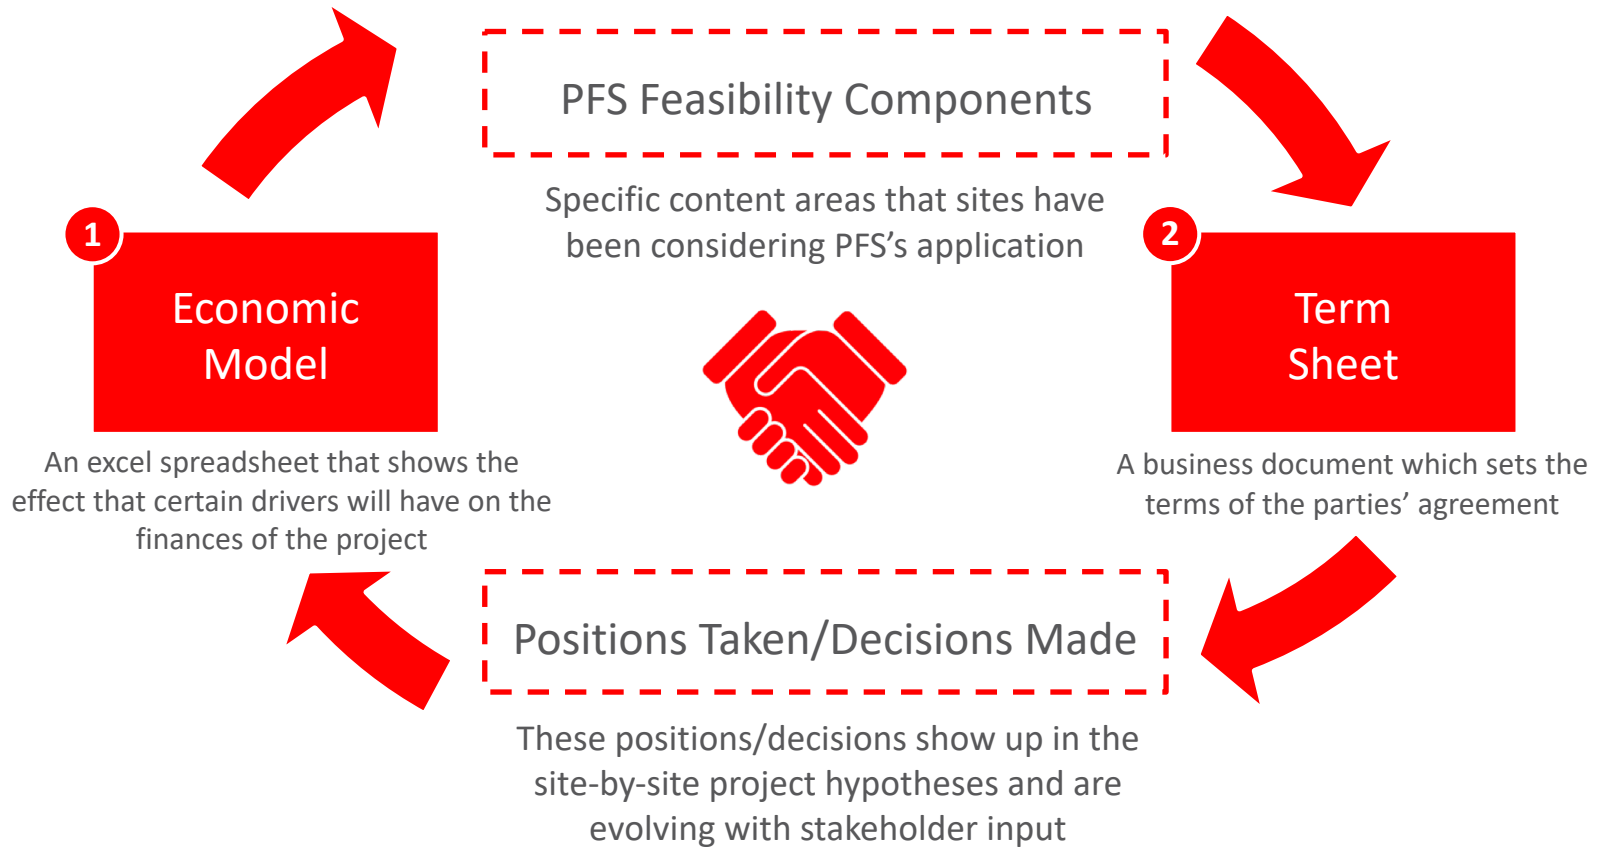 PFS Feasibility Components
Specific content areas that sites have
been considering PFS's application
1
Economic
Model
An excel spreadsheet that shows the
effect that certain drivers will have on the
finances of the project
2
Term
Sheet
A business document which sets the
terms of the parties' agreement
Positions Taken/Decisions Made
These positions/decisions show up in the
site-by-site project hypotheses and are
evolving with stakeholder input